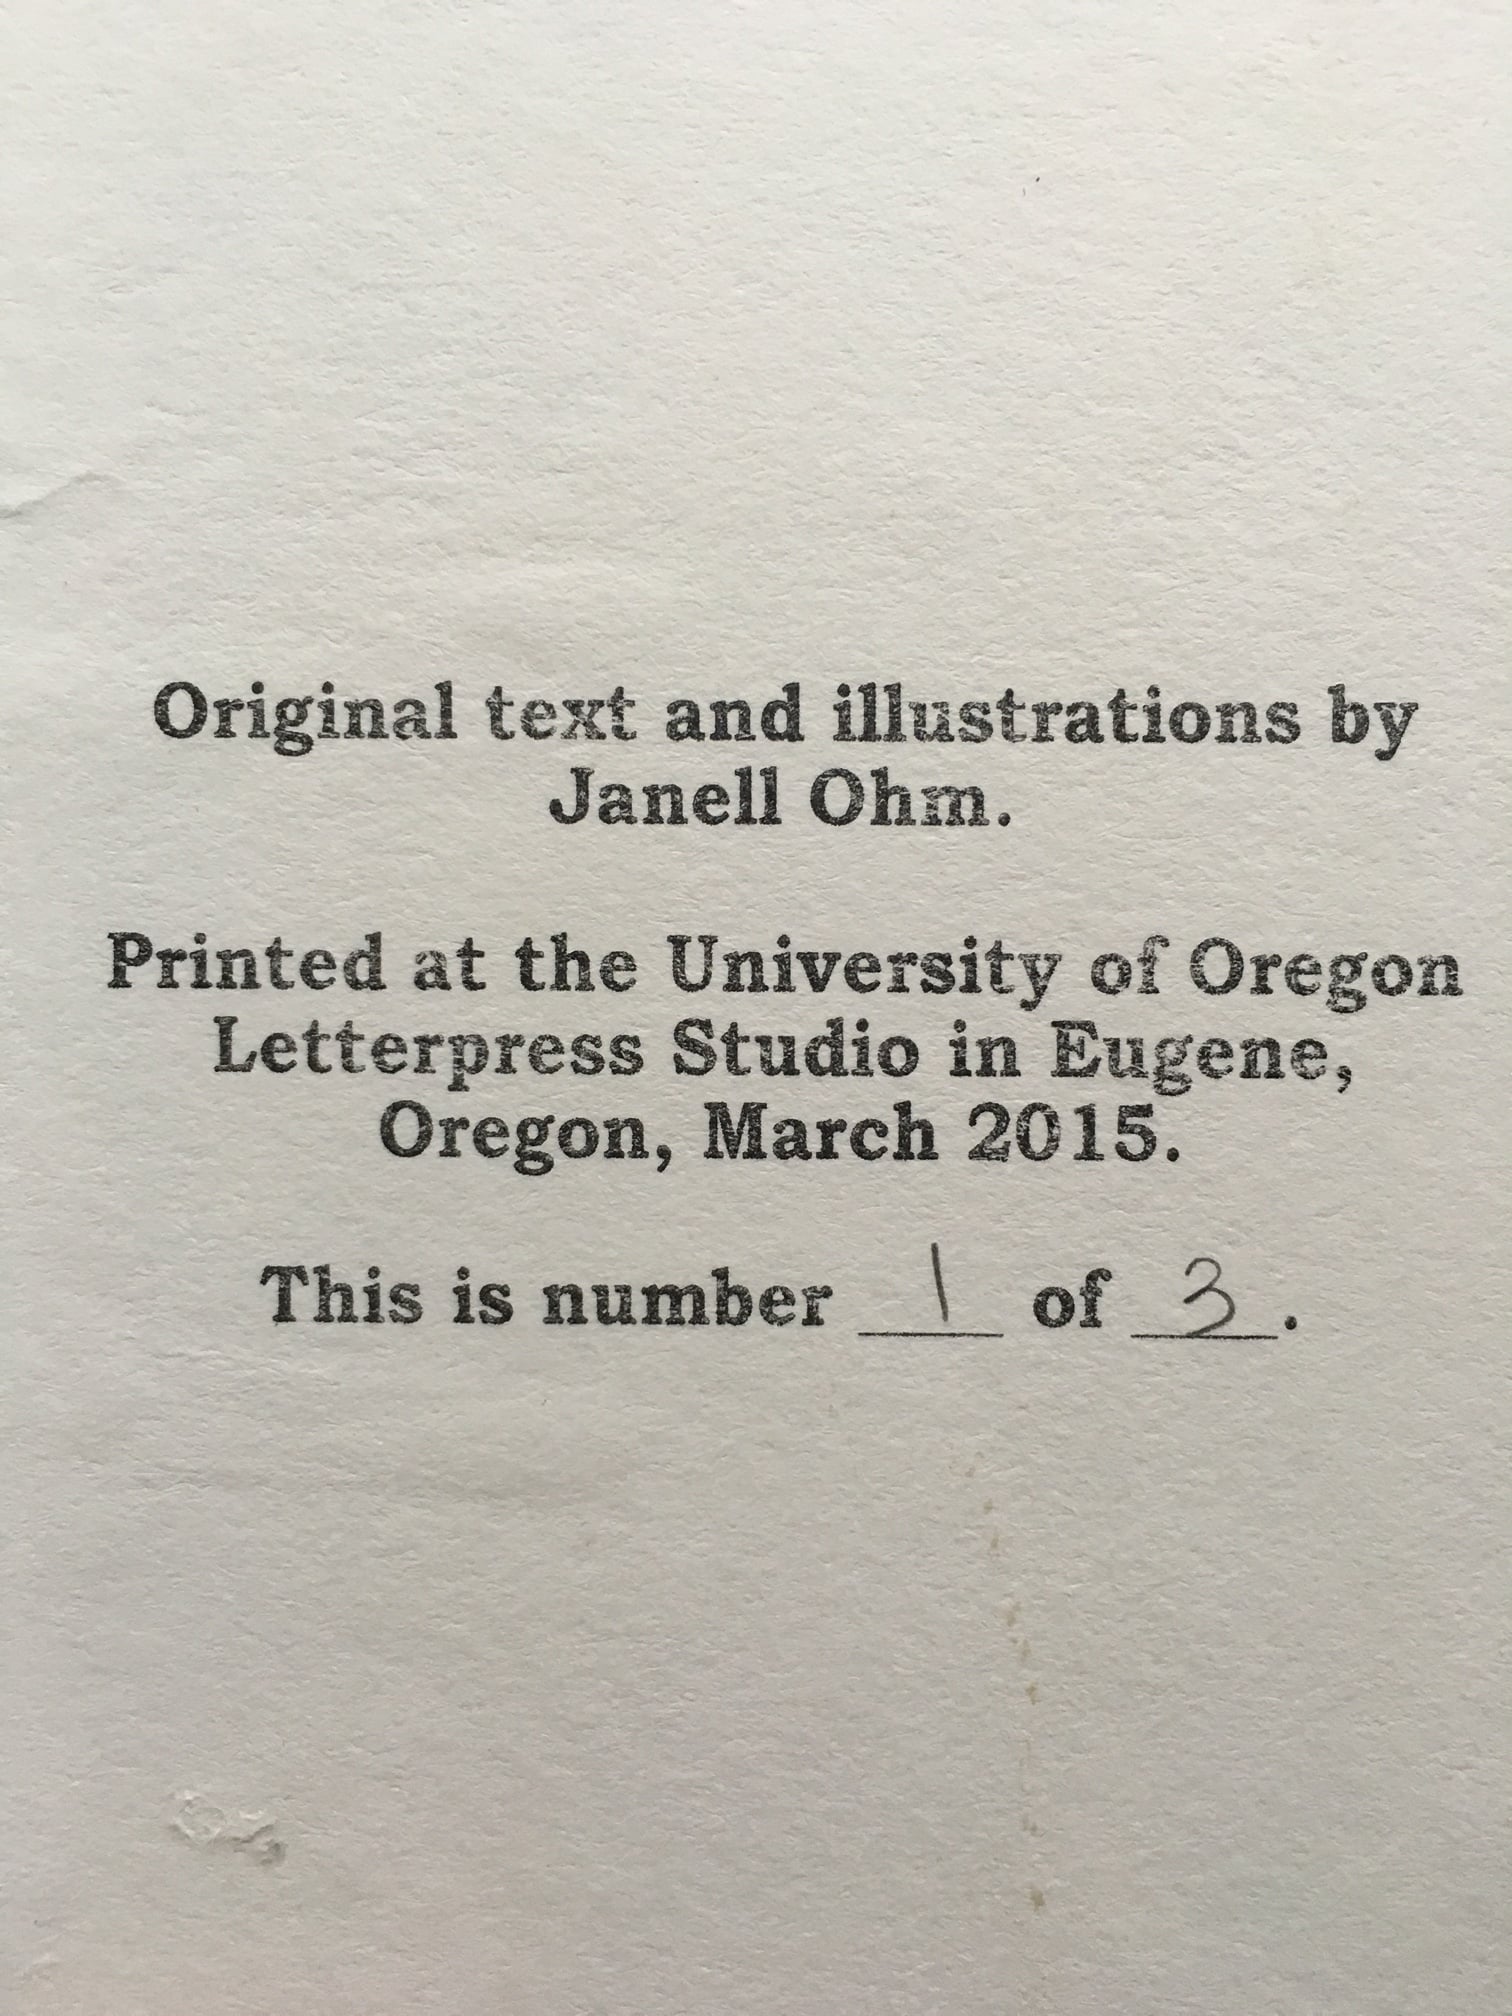 Original text and illustrations by
Janell Ohm.
Printed at the University of Oregon
Letterpress Studio in Eugene,
Oregon, March 2015.
This is number 1 of 3.